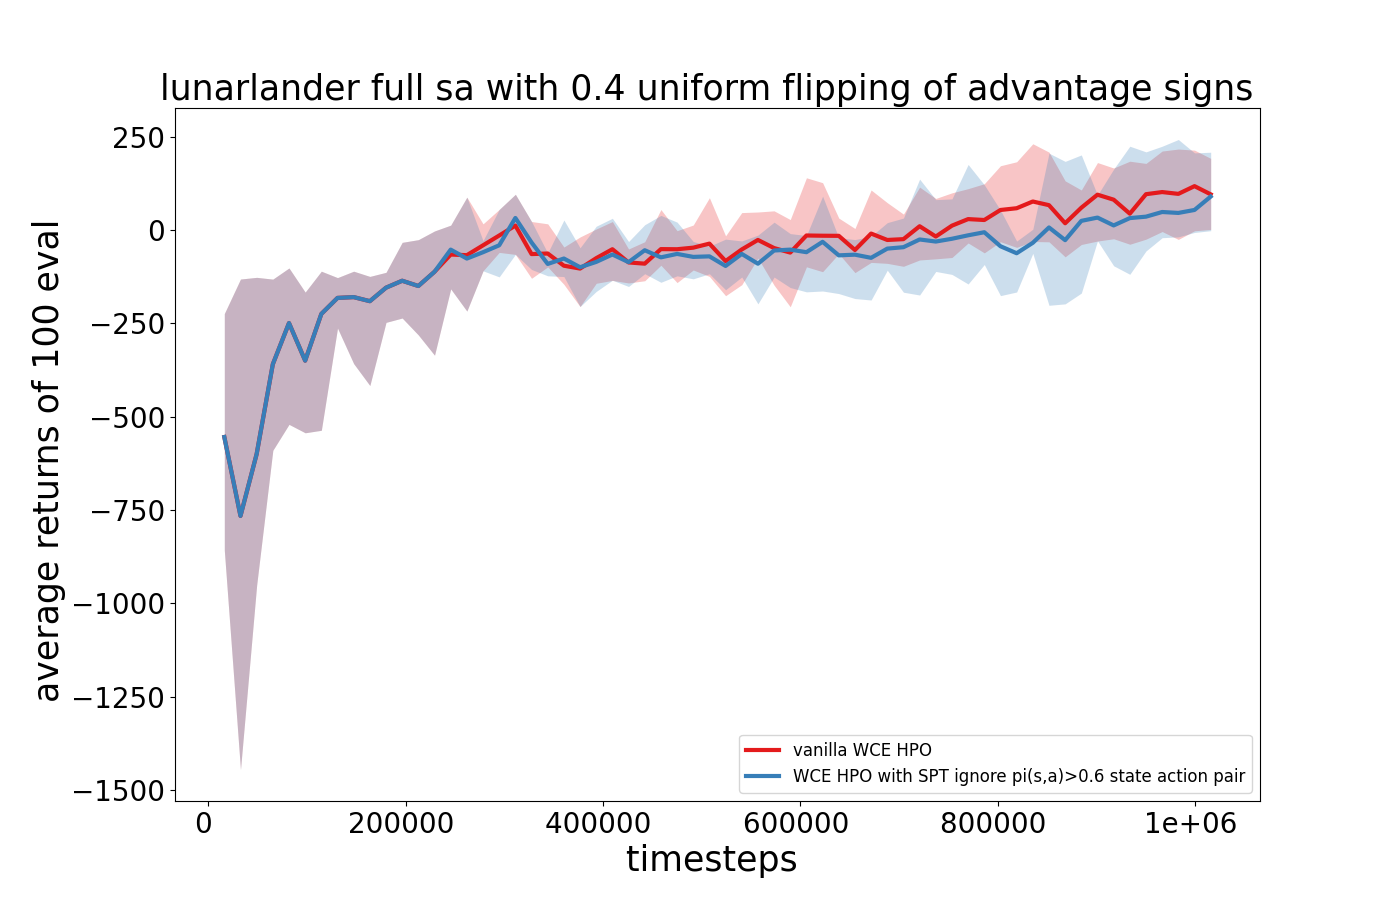 lunarlander full sa with 0.4 uniform flipping of advantage signs
average returns of 100 eval
250
0
−250
−500
−750
−1000
−1250
−1500
vanilla WCE HPO
WCE HPO with SPT ignore pi(s,a)>0.6 state action pair
0 200000 400000 600000 800000 1e+06
timesteps